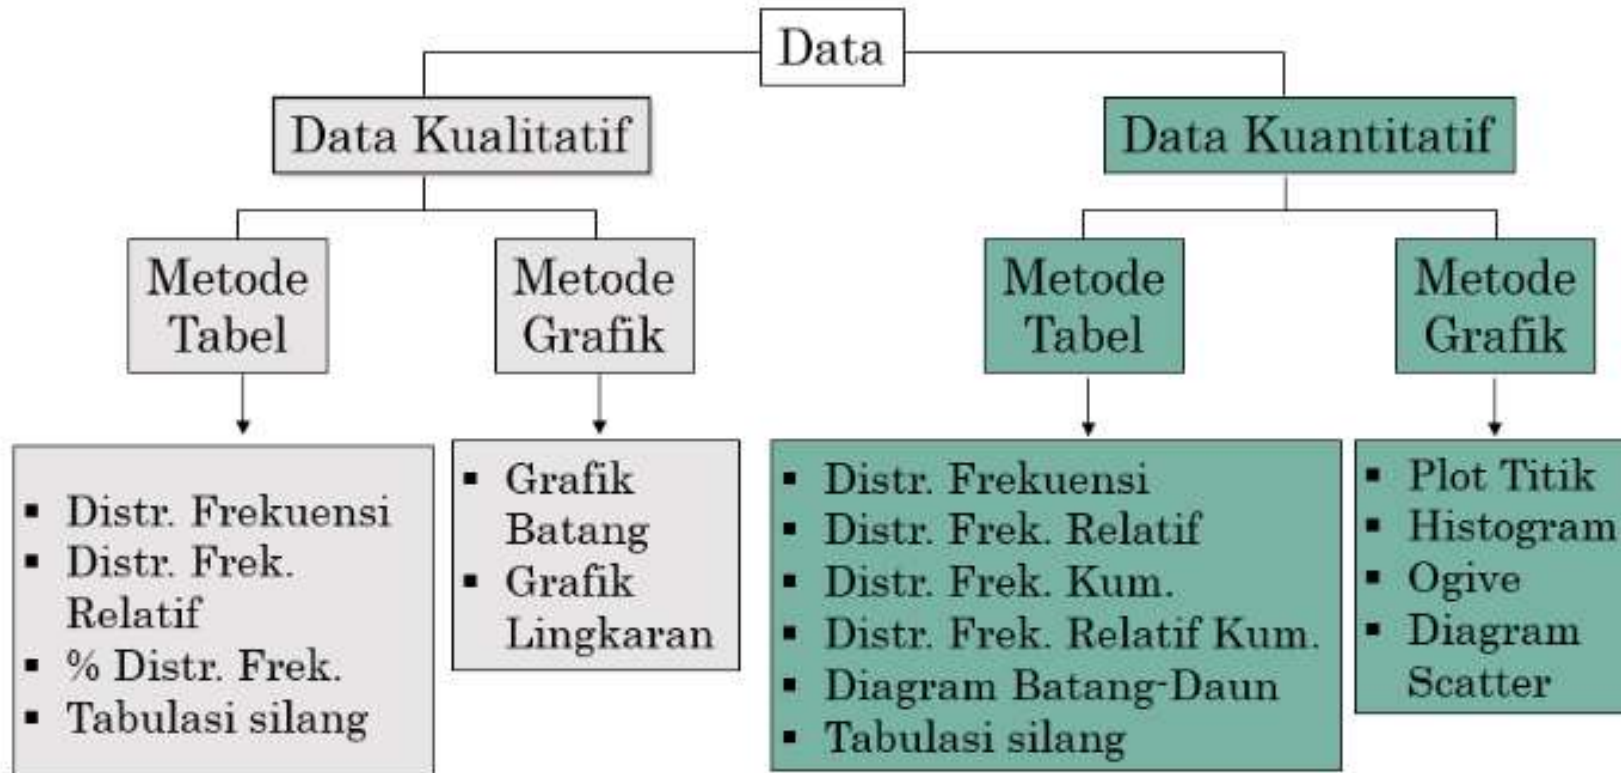 Data
Data Kualitatif
Data Kuantitatif
Metode
Tabel
Metode
Grafik
Metode
Tabel
Metode
Grafik
▪ Distr. Frekuensi
▪ Distr. Frek.
Relatif
▪ % Distr. Frek.
▪ Tabulasi silang
▪ Grafik
Batang
▪ Grafik
Lingkaran
▪ Distr. Frekuensi
▪ Distr. Frek. Relatif
▪ Distr. Frek. Kum.
▪ Distr. Frek. Relatif Kum.
▪ Diagram Batang-Daun
▪ Tabulasi silang
▪ Plot Titik
▪ Histogram
▪ Ogive
▪ Diagram
Scatter